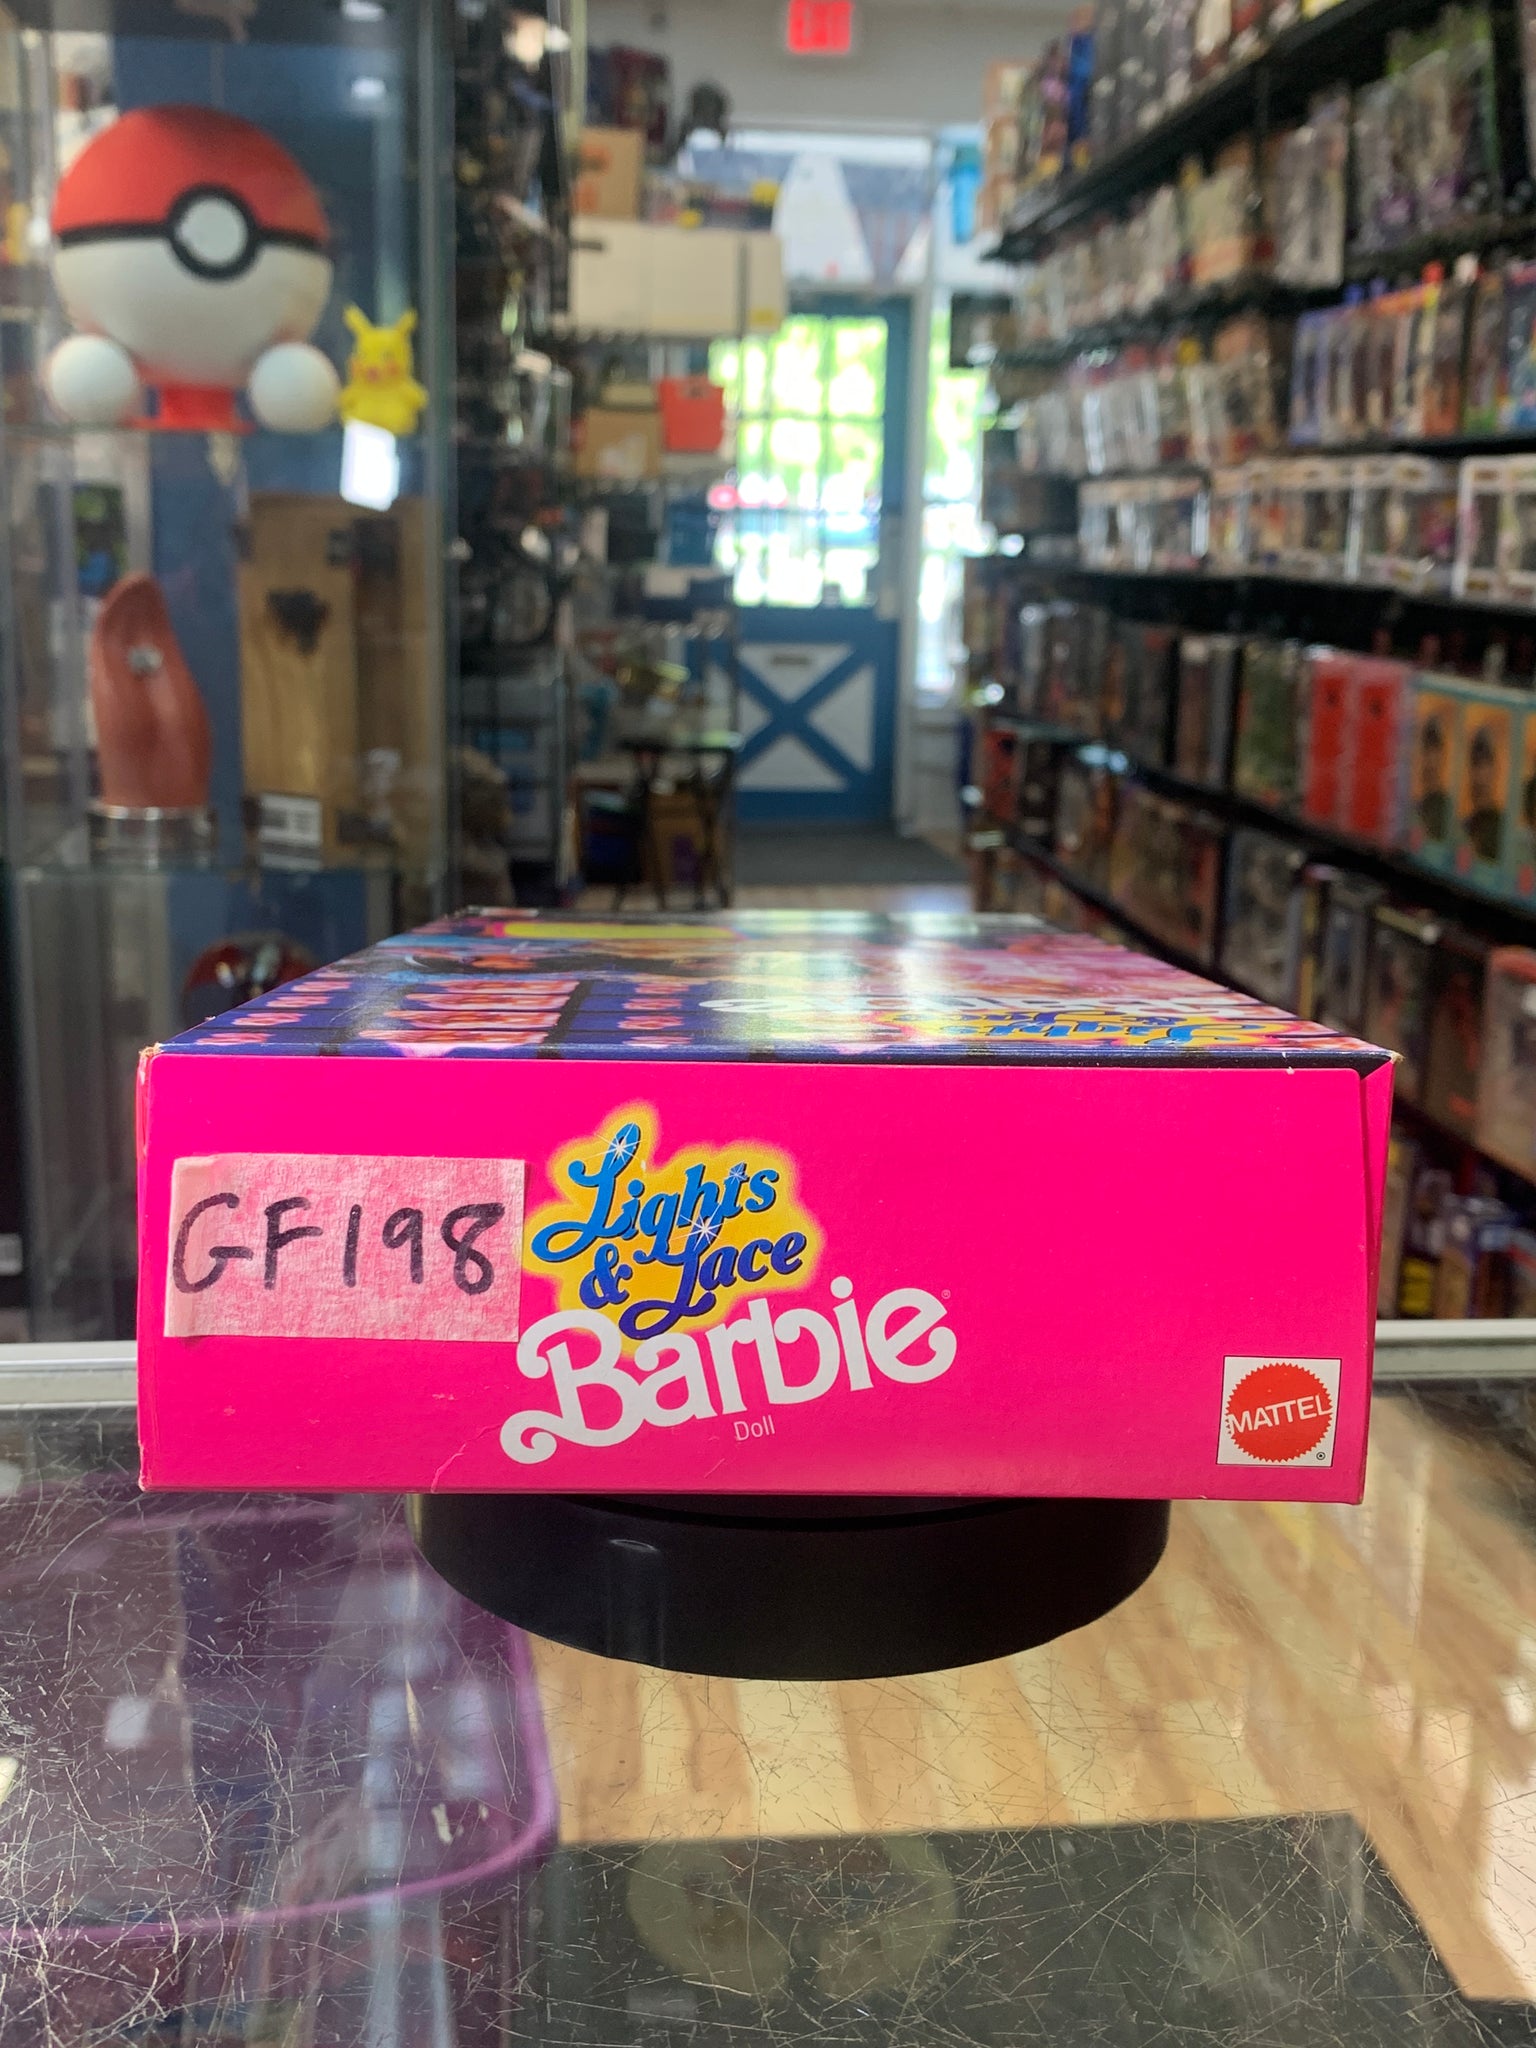 EXIT
GF198
Lights
& Lace
Barbie®
Doll
MATTEL
®